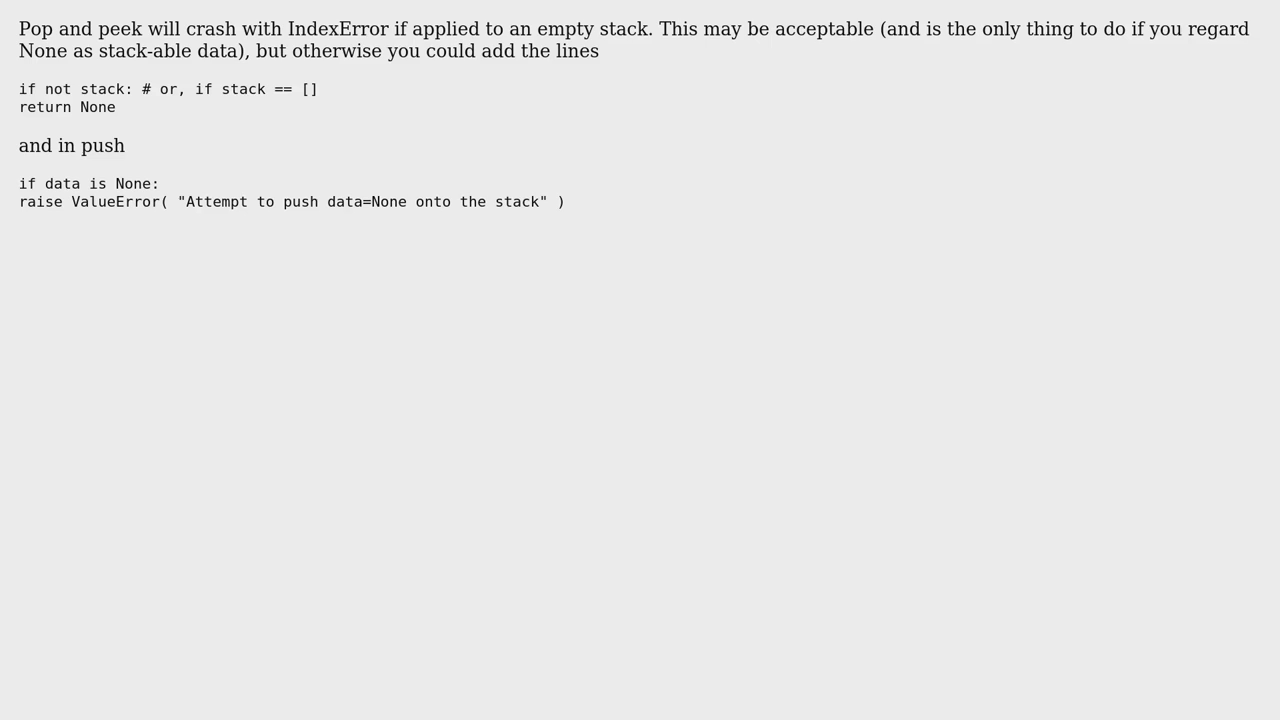 Pop and peek will crash with IndexError if applied to an empty stack. This may be acceptable (and is the only thing to do if you regard
None as stack-able data), but otherwise you could add the lines
if not stack: # or, if stack == []
return None
and in push
if data is None:
raise ValueError( "Attempt to push data=None onto the stack" )